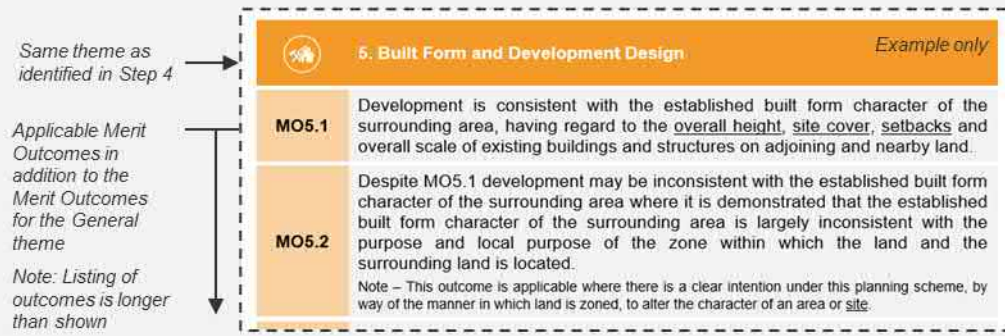 Same theme as
identified in Step 4
Applicable Merit
Outcomes in
addition to the
Merit Outcomes
for the General
theme
Note: Listing of
outcomes is longer
than shown
5. Built Form and Development Design
Example only
MO5.1
Development is consistent with the established built form character of the
surrounding area, having regard to the overall height, site cover, setbacks and
overall scale of existing buildings and structures on adjoining and nearby land.
MO5.2
Despite MO5.1 development may be inconsistent with the established built form
character of the surrounding area where it is demonstrated that the established
built form character of the surrounding area is largely inconsistent with the
purpose and local purpose of the zone within which the land and the
surrounding land is located.
Note – This outcome is applicable where there is a clear intention under this planning scheme, by
way of the manner in which land is zoned, to alter the character of an area or site.